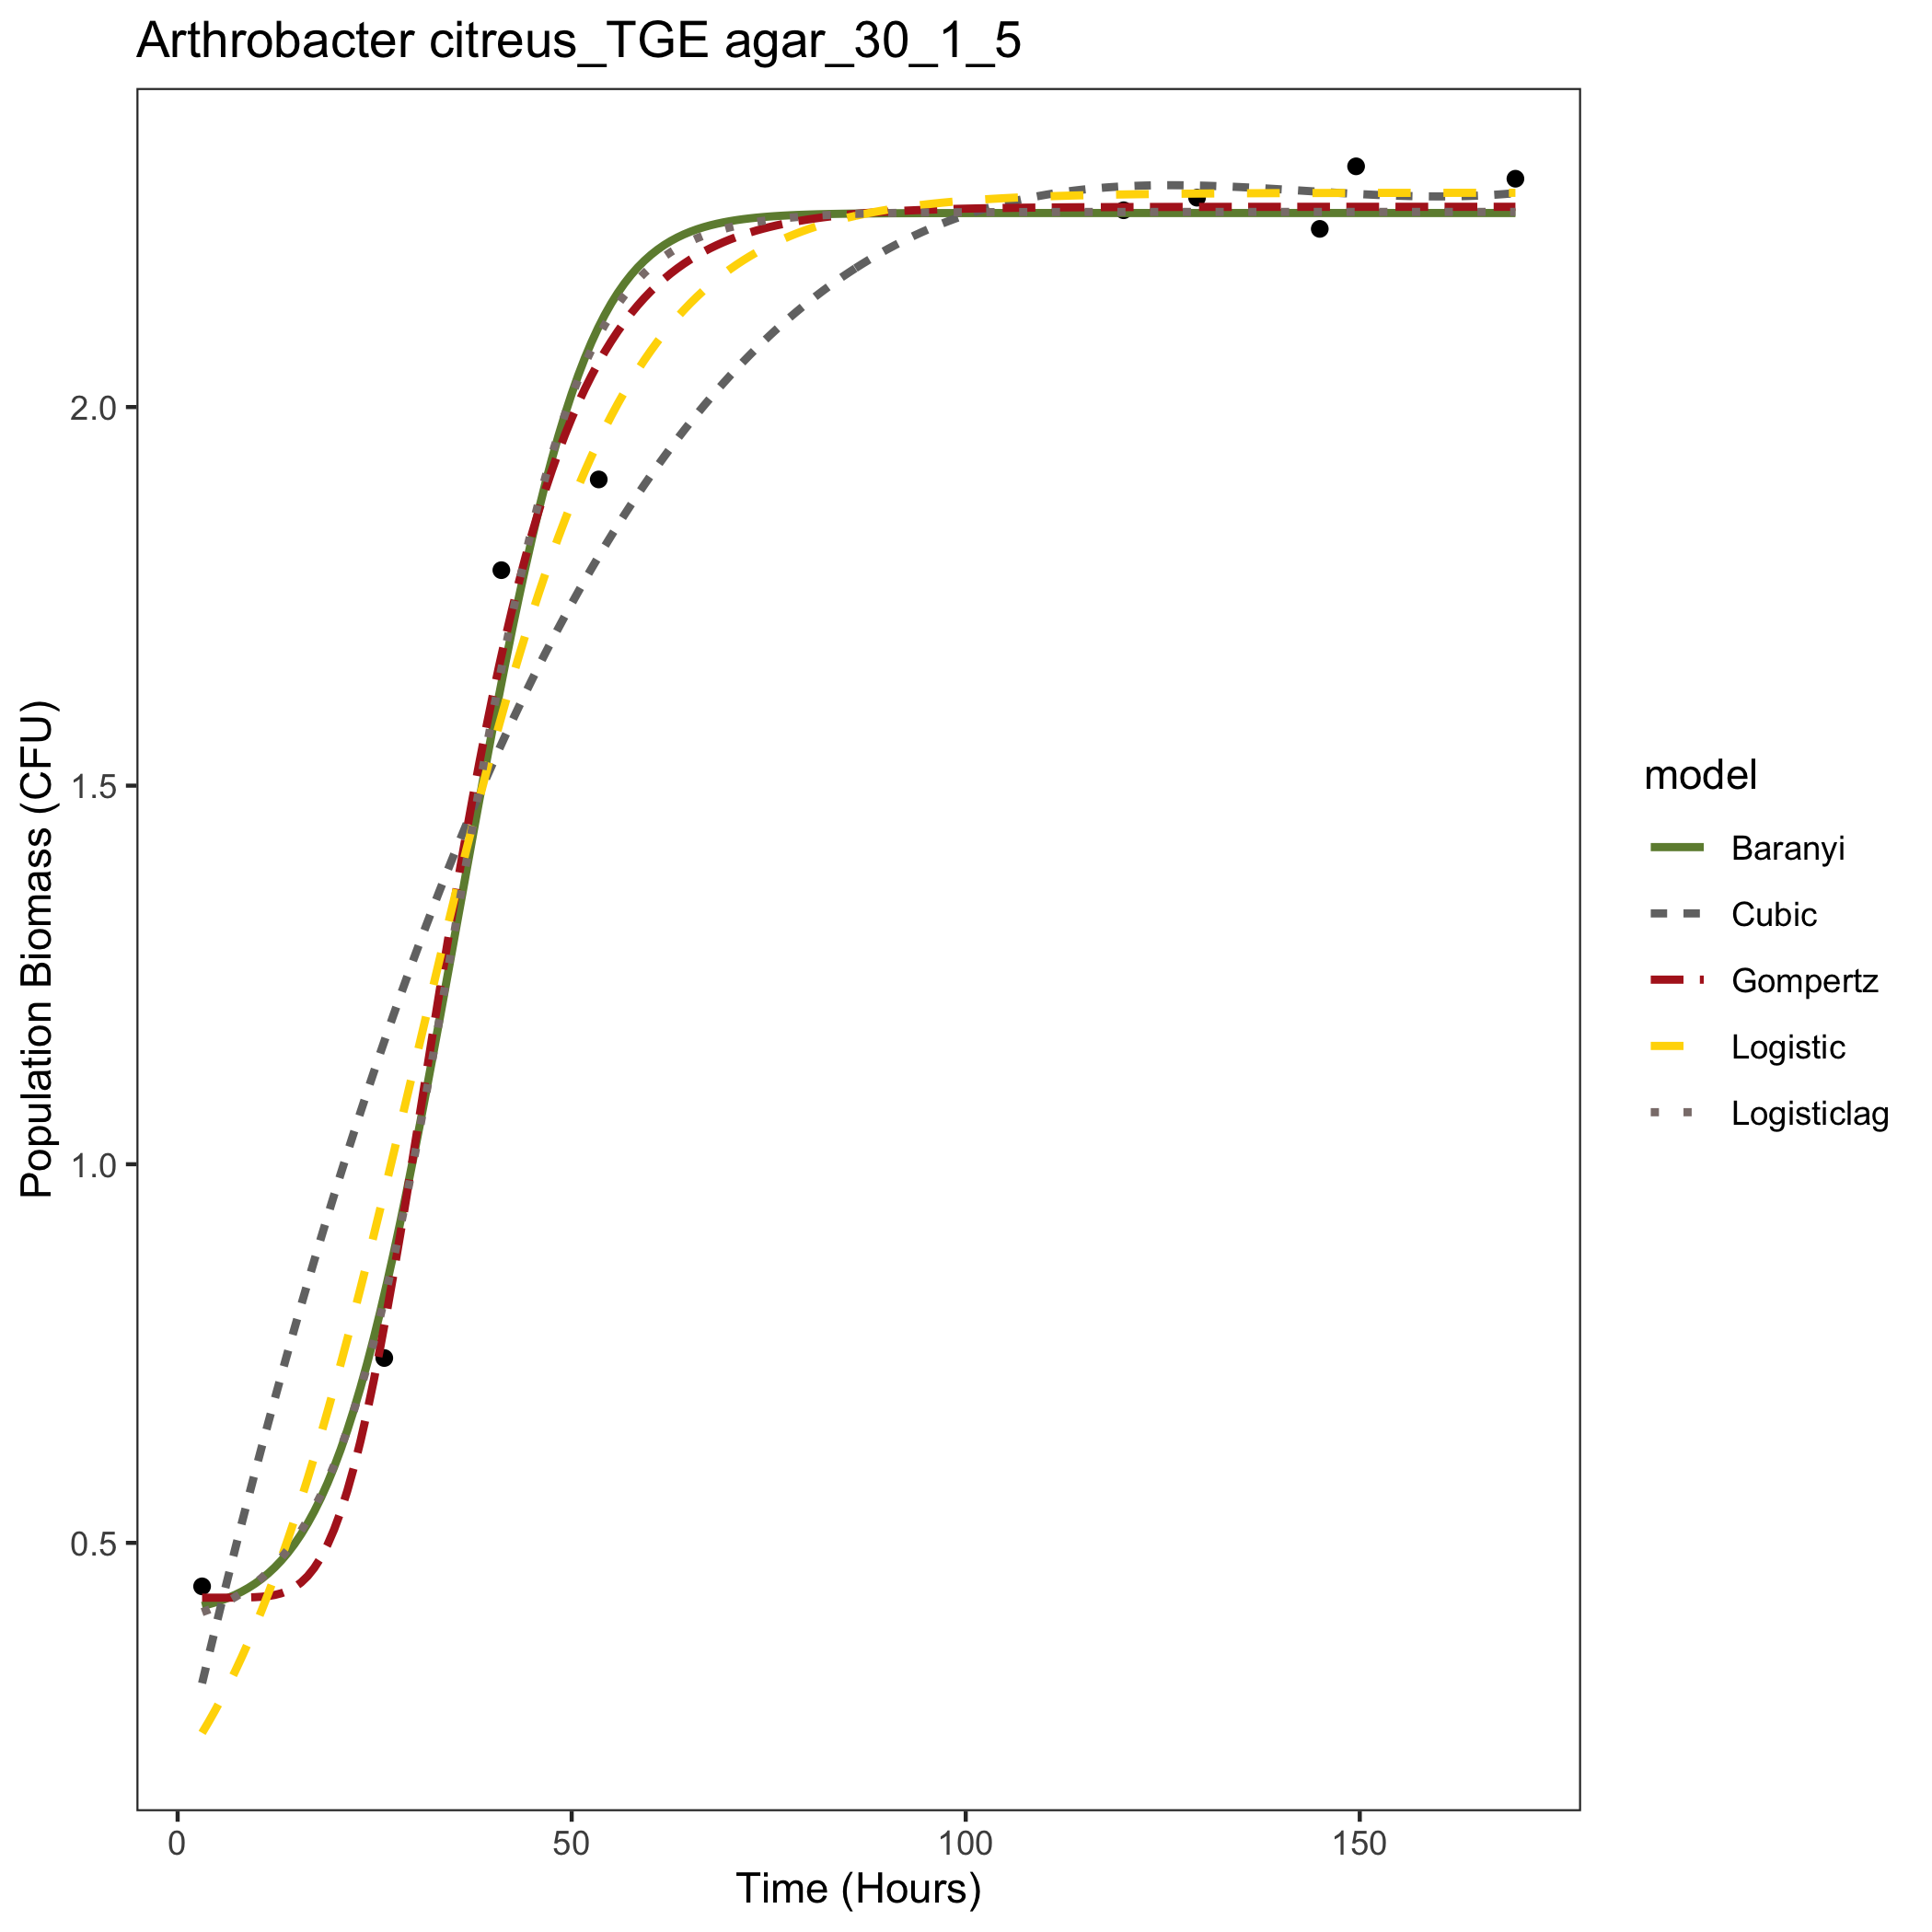 Arthrobacter citreus_TGE agar_30_1_5
Population Biomass (CFU)
2.0
1.5
1.0
0.5
0 50 100 150
Time (Hours)
model
Baranyi
Cubic
Gompertz
Logistic
Logisticlag